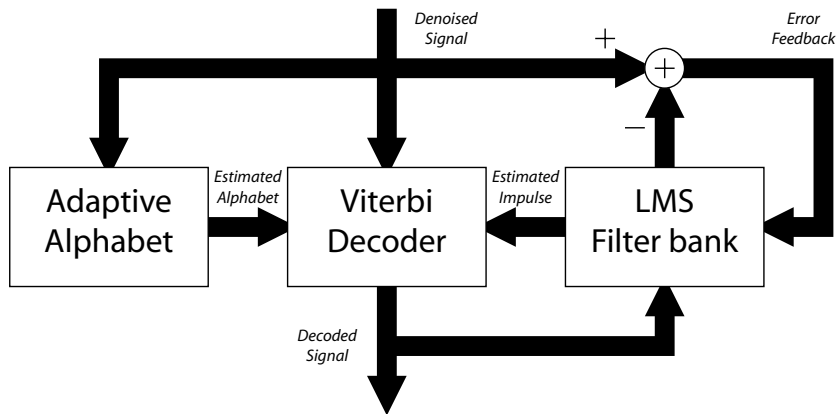 Denoised
Signal
+
Error
Feedback
+
−
Adaptive
Alphabet
Estimated
Alphabet
Viterbi
Decoder
Estimated
Impulse
LMS
Filter bank
Decoded
Signal